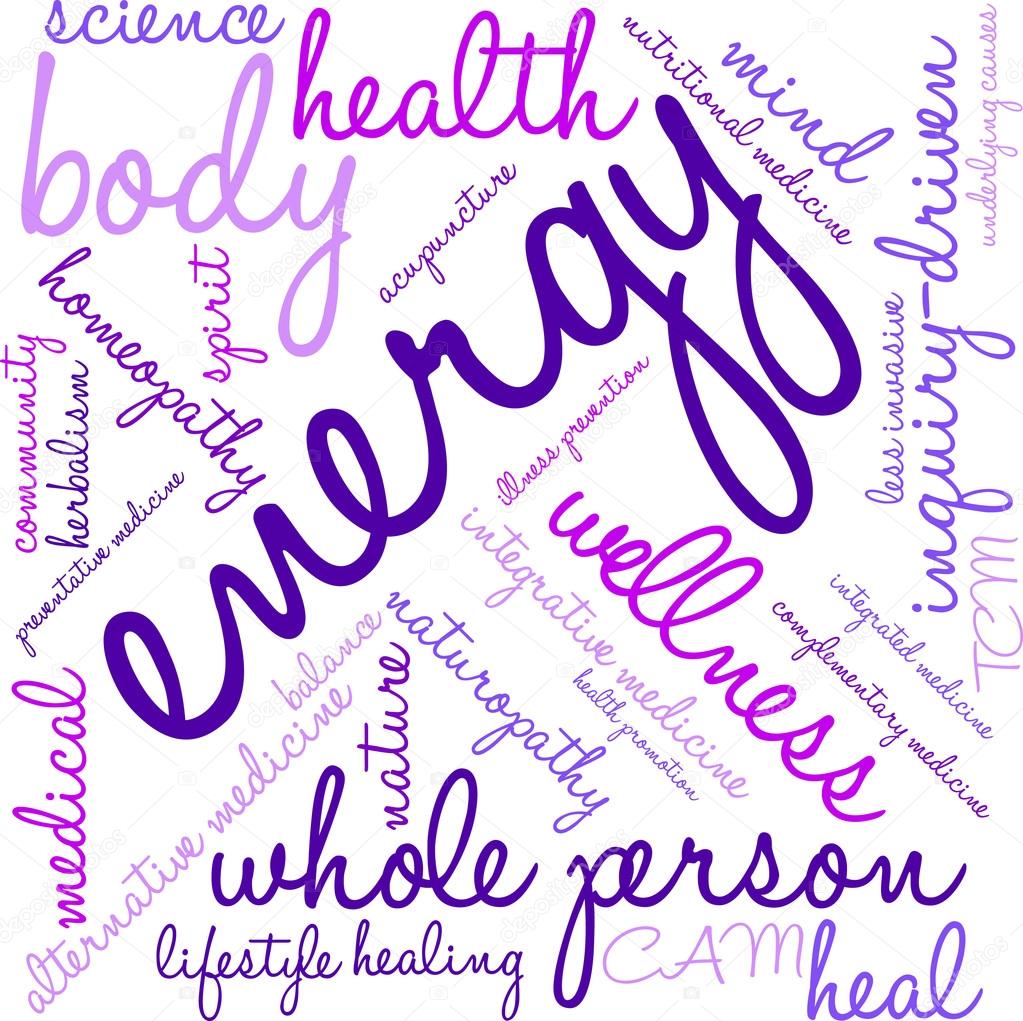 science
health
body
nutritional medicine
mind
underlying causes
inquiry-driven
acupuncture
energy
homeopathy
spirit
less invasive
community
herbalism
illness prevention
preventative medicine
wellness
integrative medicine
TCM
integrated medicine
complementary medicine
balance
naturopathy
nature
health promotion
medical
alternative medicine
whole person
lifestyle healing
CAM
heal
depositphotos